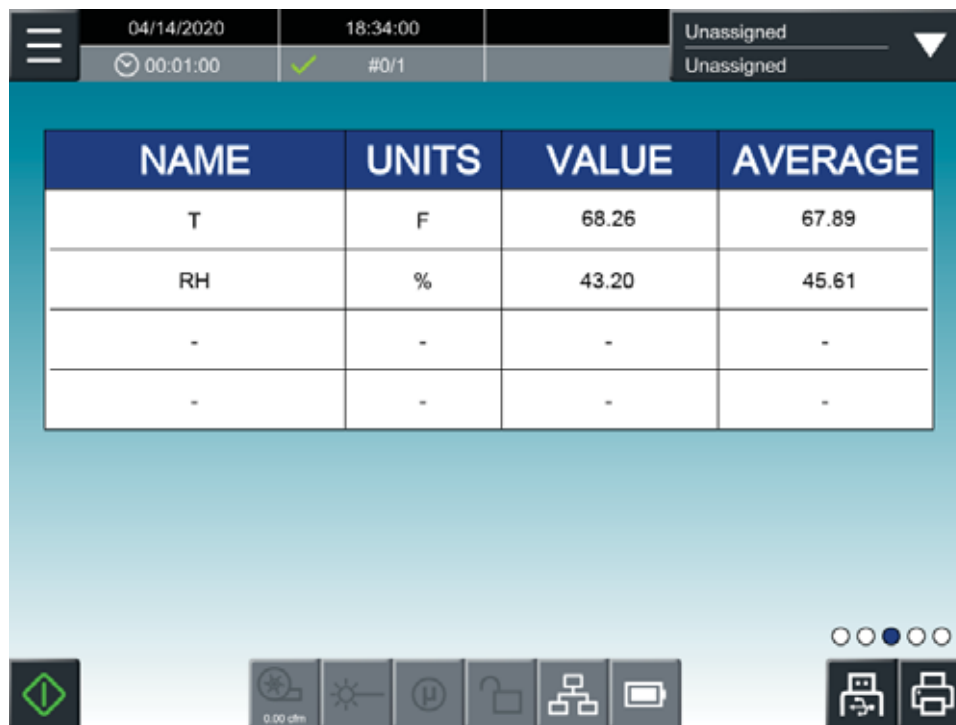 04/14/2020 18:34:00 Unassigned
00:01:00 #0/1 Unassigned
NAME UNITS VALUE AVERAGE
T F 68.26 67.89
RH % 43.20 45.61
- - - -
- - - -
µ
0.00 cfm